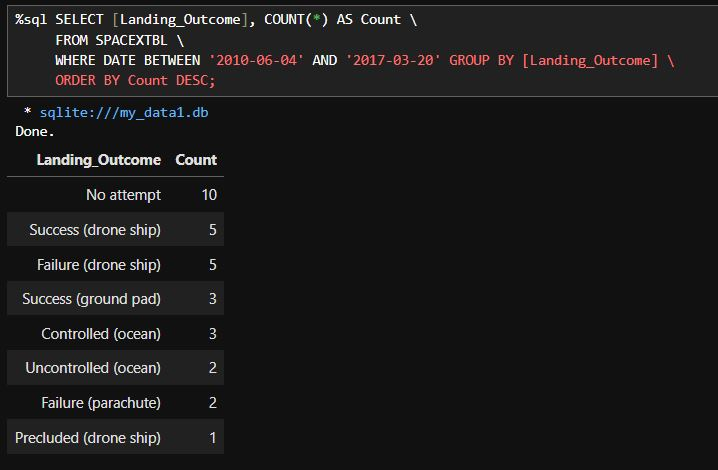 %sql SELECT [Landing_Outcome], COUNT(*) AS Count \
FROM SPACEXTBL \
WHERE DATE BETWEEN '2010-06-04' AND '2017-03-20' GROUP BY [Landing_Outcome] \
ORDER BY Count DESC;
* sqlite:///my_data1.db
Done.
Landing_Outcome Count
No attempt 10
Success (drone ship) 5
Failure (drone ship) 5
Success (ground pad) 3
Controlled (ocean) 3
Uncontrolled (ocean) 2
Failure (parachute) 2
Precluded (drone ship) 1